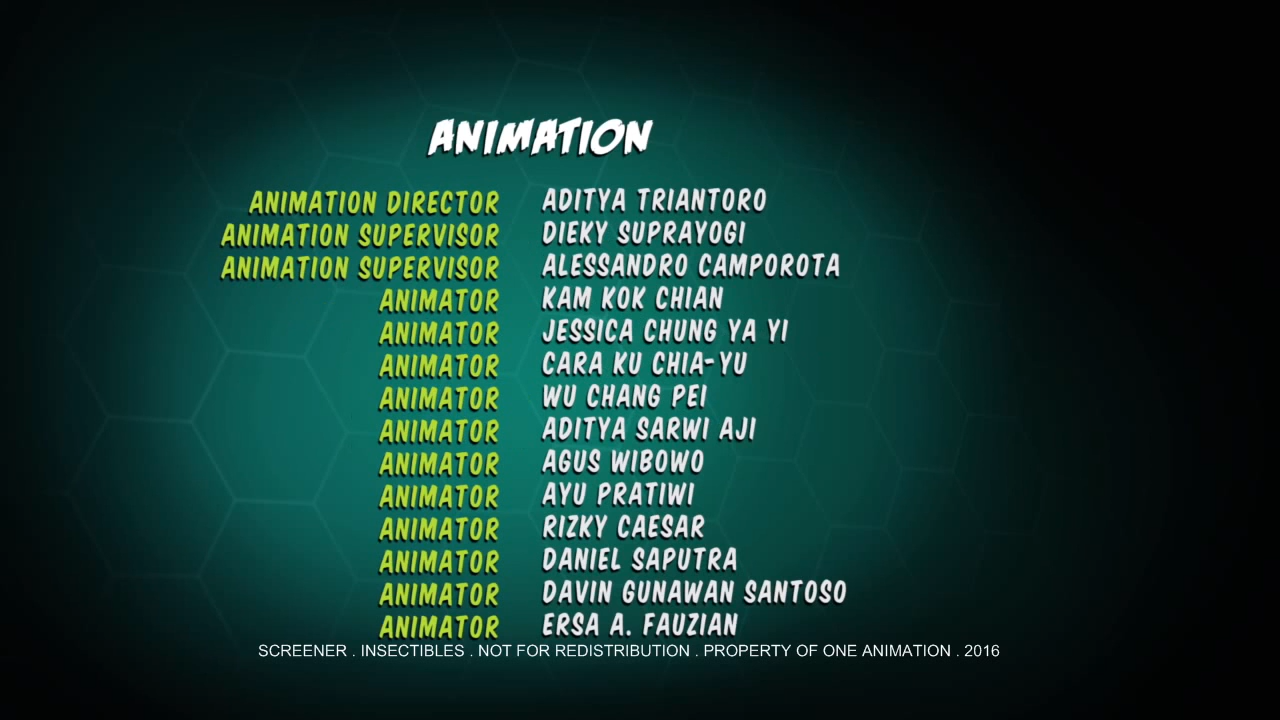 ANIMATION
ANIMATION DIRECTOR ADITYA TRIANTORO
ANIMATION SUPERVISOR DIEKY SUPRAYOGI
ANIMATION SUPERVISOR ALESSANDRO CAMPOROTA
ANIMATOR KAM KOK CHIAN
ANIMATOR JESSICA CHUNG YA YI
ANIMATOR CARA KU CHIA-YU
ANIMATOR WU CHANG PEI
ANIMATOR ADITYA SARWI AJI
ANIMATOR AGUS WIBOWO
ANIMATOR AYU PRATIWI
ANIMATOR RIZKY CAESAR
ANIMATOR DANIEL SAPUTRA
ANIMATOR DAVIN GUNAWAN SANTOSO
ANIMATOR ERSA A. FAUZIAN
SCREENER . INSECTIBLES . NOT FOR REDISTRIBUTION . PROPERTY OF ONE ANIMATION . 2016